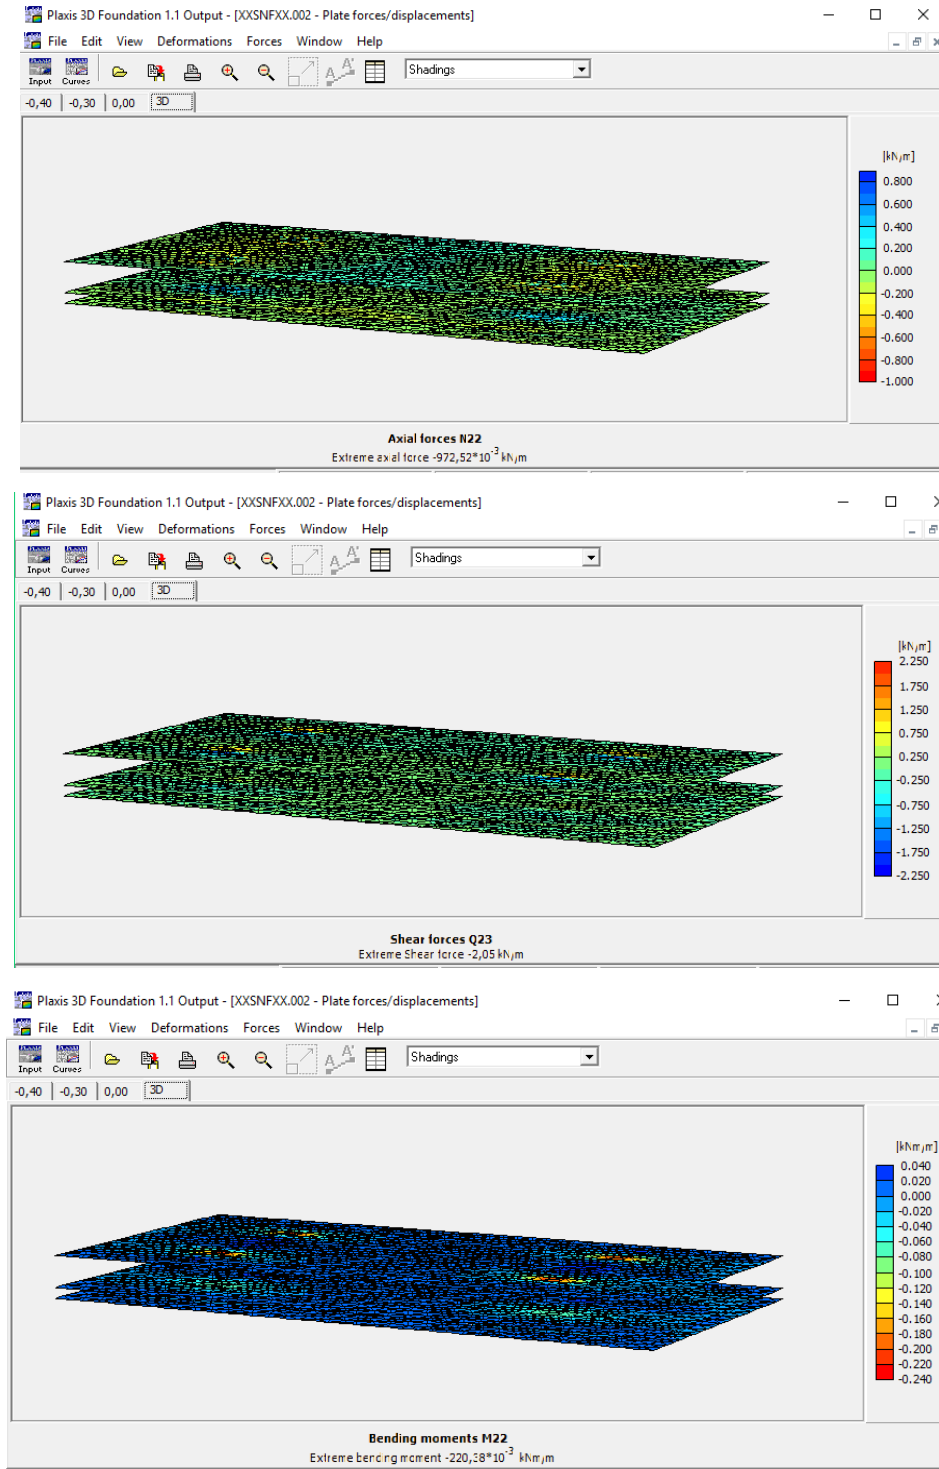 Plaxis 3D Foundation 1.1 Output - [XXSNFXX.002 - Plate forces/displacements]
File Edit View Deformations Forces Window Help
Input Curves Shadings
-0,40 -0,30 0,00 3D
[kN/m]
0.800
0.600
0.400
0.200
0.000
-0.200
-0.400
-0.600
-0.800
-1.000
Axial forces N22
Extreme axial force -972,52*10-3 kN/m
Plaxis 3D Foundation 1.1 Output - [XXSNFXX.002 - Plate forces/displacements]
File Edit View Deformations Forces Window Help
Input Curves Shadings
-0,40 -0,30 0,00 3D
[kN/m]
2.250
1.750
1.250
0.750
0.250
-0.250
-0.750
-1.250
-1.750
-2.250
Shear forces Q23
Extreme Shear force -2,05 kN/m
Plaxis 3D Foundation 1.1 Output - [XXSNFXX.002 - Plate forces/displacements]
File Edit View Deformations Forces Window Help
Input Curves Shadings
-0,40 -0,30 0,00 3D
[kNm/m]
0.040
0.020
0.000
-0.020
-0.040
-0.060
-0.080
-0.100
-0.120
-0.140
-0.160
-0.180
-0.200
-0.220
-0.240
Bending moments M22
Extreme bending moment -220,38*10-3 kNm/m